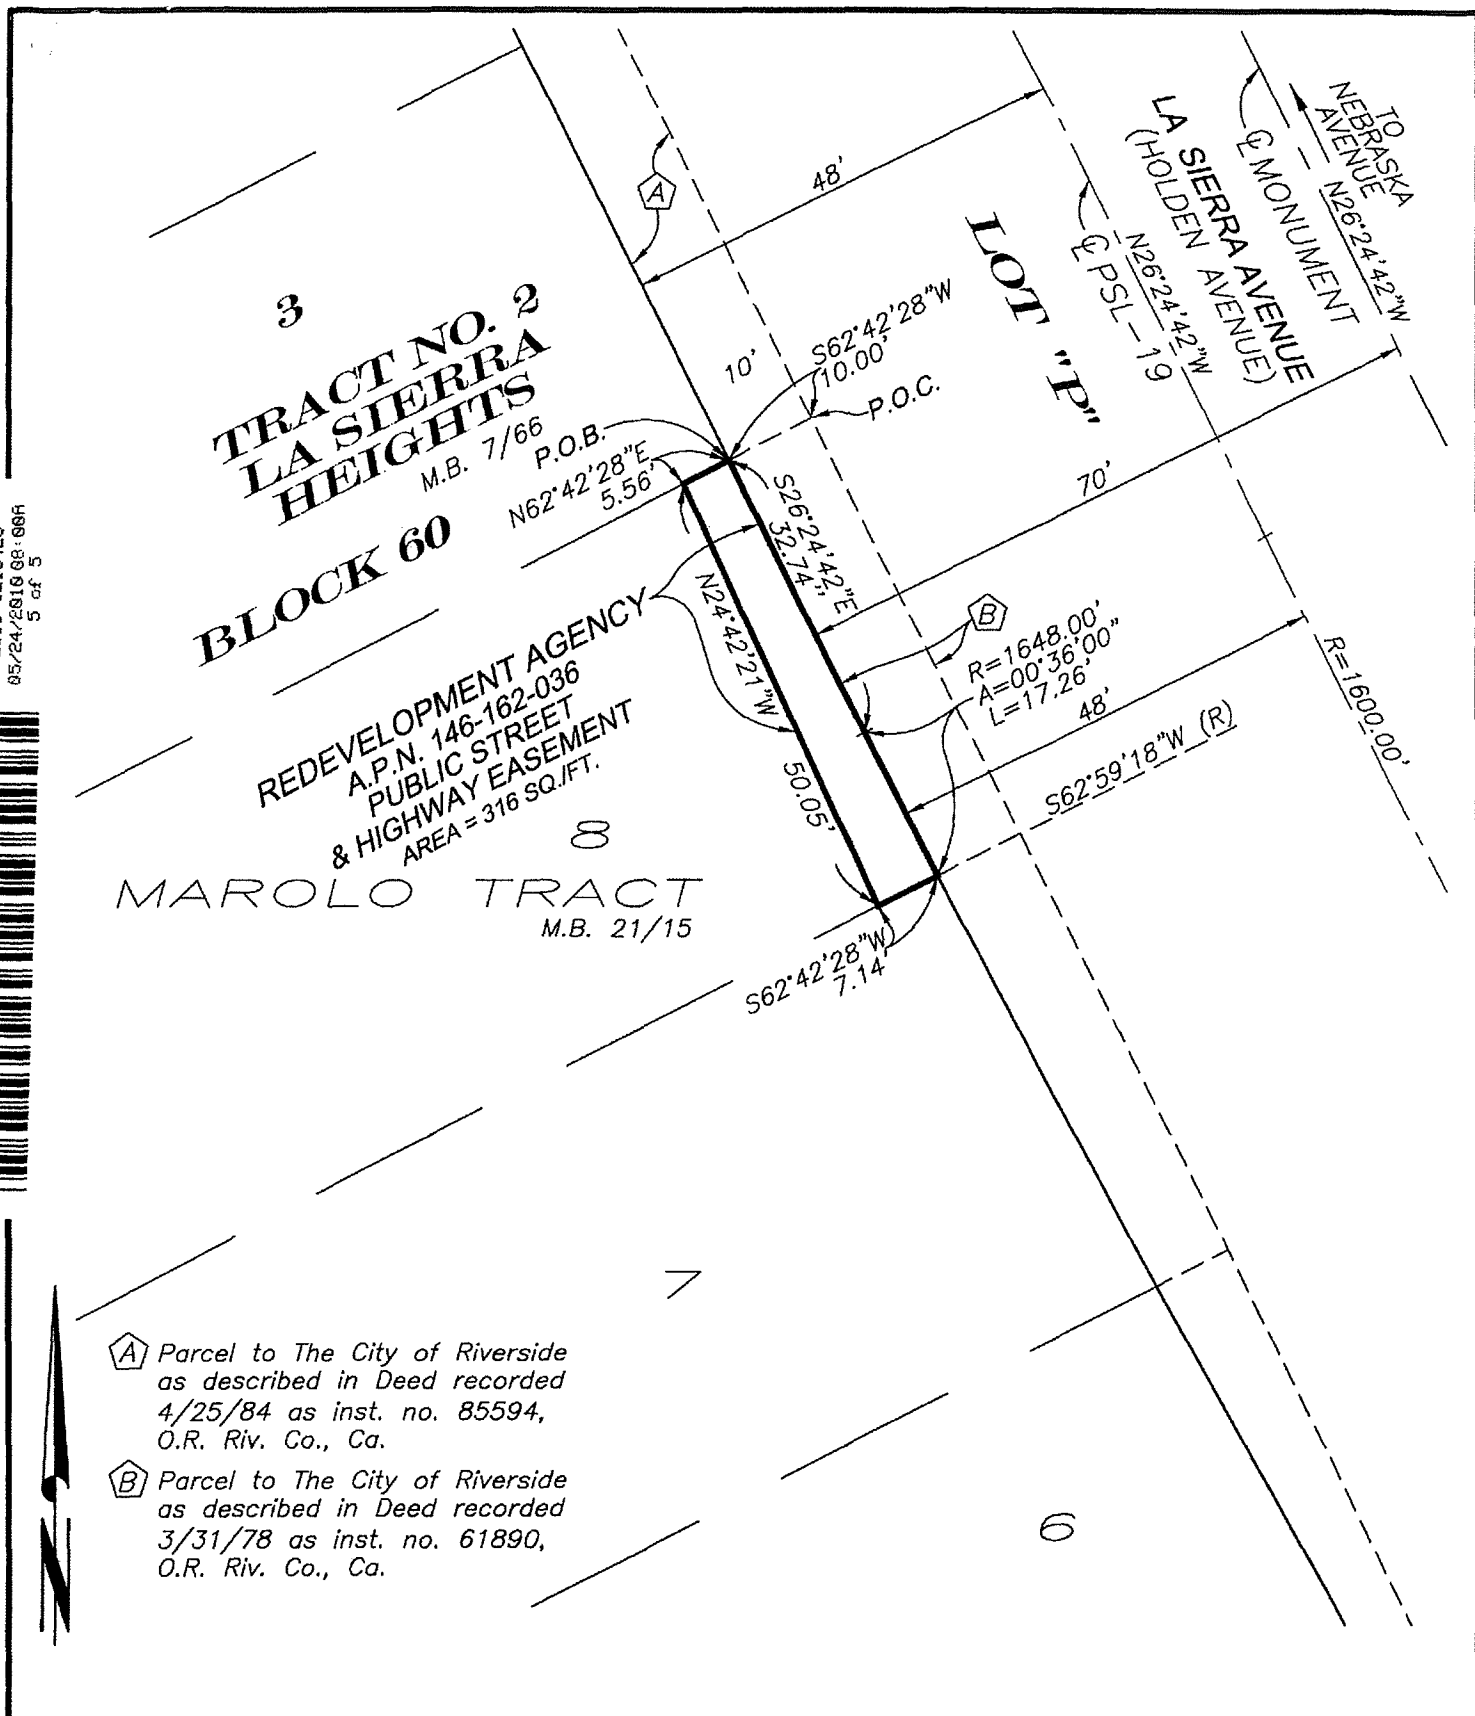 TO
NEBRASKA
AVENUE
N26°24'42"W
℄ MONUMENT
LA SIERRA AVENUE
(HOLDEN AVENUE)
N26°24'42"W
℄ PSL-19
48'
A
LOT "P"
3
TRACT NO. 2
LA SIERRA
HEIGHTS
M.B. 7/66
BLOCK 60
10'
S62°42'28"W
10.00'
P.O.C.
P.O.B.
N62°42'28"E
5.56'
S26°24'42"E
32.74'
70'
N24°42'21"W
50.05'
B
R=1648.00'
Δ=00°36'00"
L=17.26'
48'
R=1600.00'
S62°59'18"W (R)
REDEVELOPMENT AGENCY
A.P.N. 146-162-036
PUBLIC STREET
& HIGHWAY EASEMENT
AREA = 316 SQ./FT.
8
MAROLO TRACT
M.B. 21/15
S62°42'28"W
7.14'
7
6
A Parcel to The City of Riverside
as described in Deed recorded
4/25/84 as inst. no. 85594,
O.R. Riv. Co., Ca.
B Parcel to The City of Riverside
as described in Deed recorded
3/31/78 as inst. no. 61890,
O.R. Riv. Co., Ca.
N
05/24/2010 08:00A
5 of 5